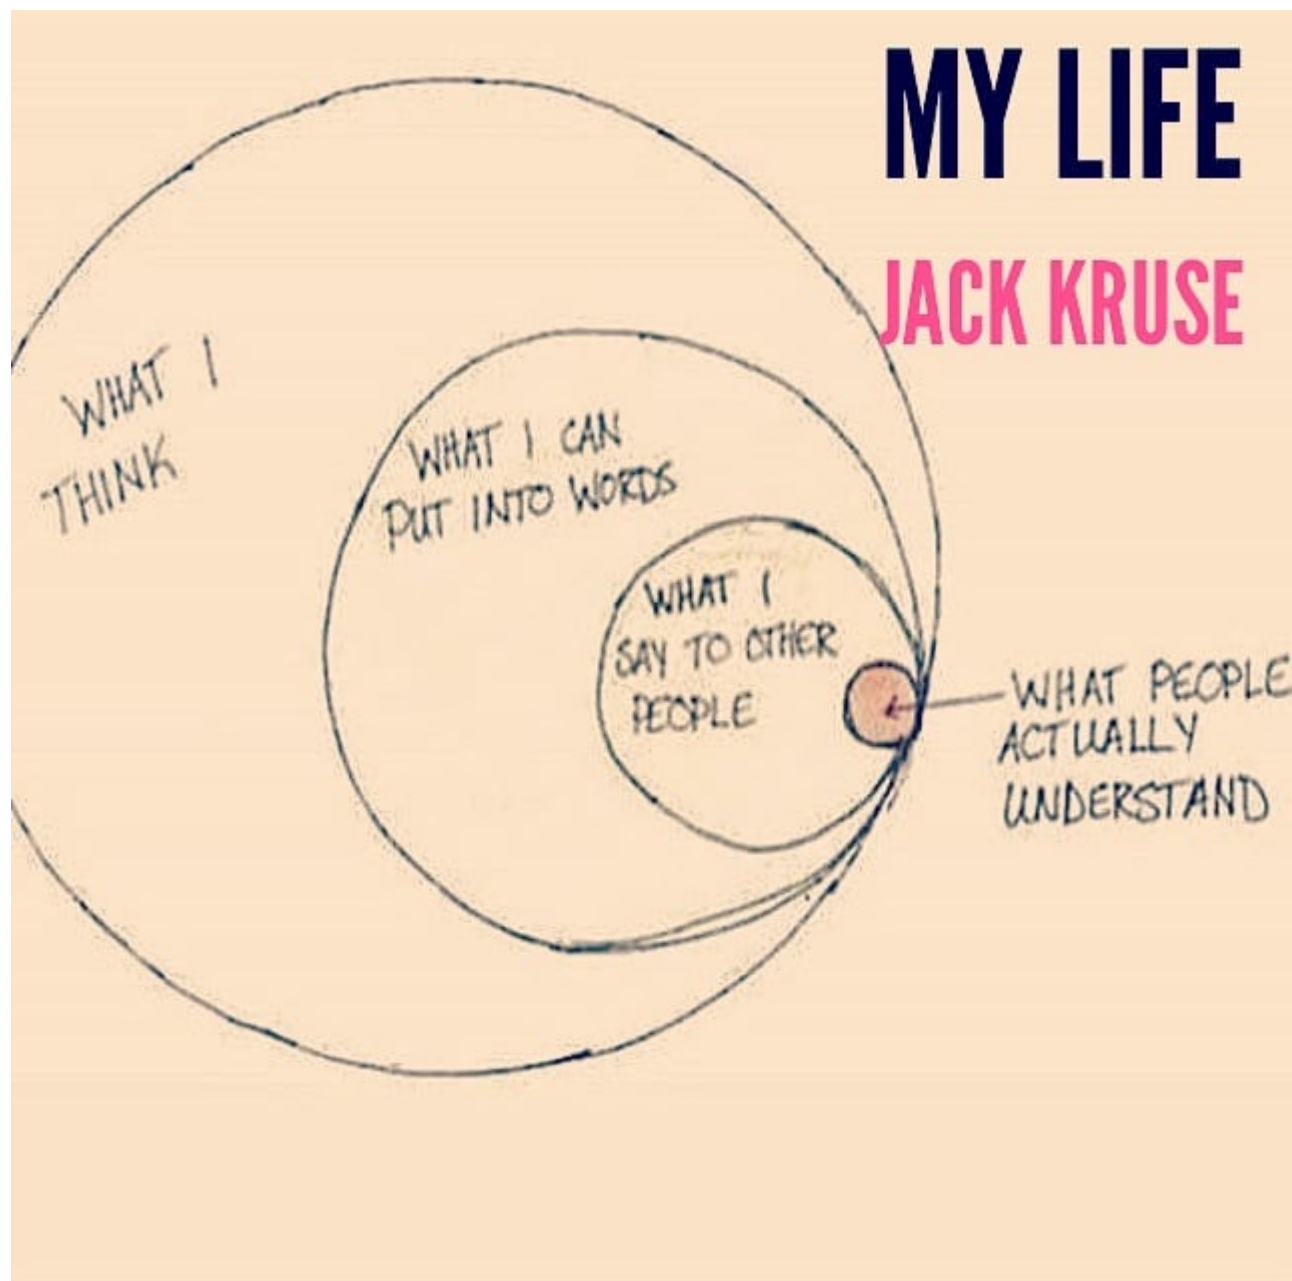 MY LIFE
JACK KRUSE
WHAT I
THINK
WHAT I CAN
PUT INTO WORDS
WHAT I
SAY TO OTHER
PEOPLE
WHAT PEOPLE
ACTUALLY
UNDERSTAND